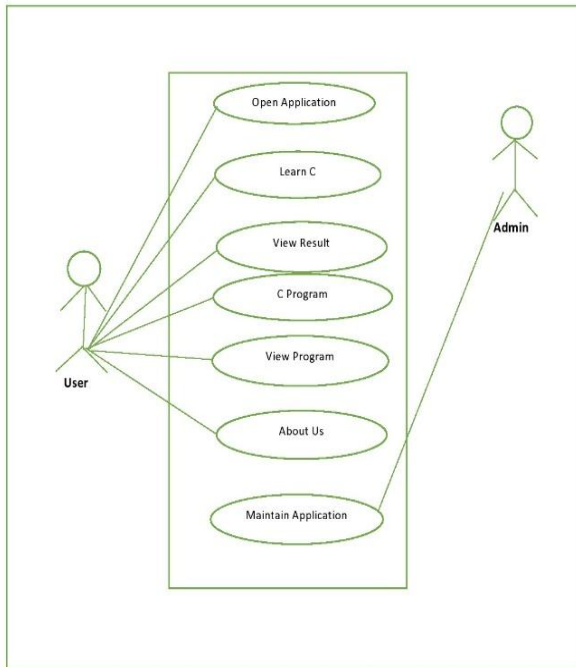 Open Application
Learn C
View Result
C Program
View Program
About Us
Maintain Application
User
Admin